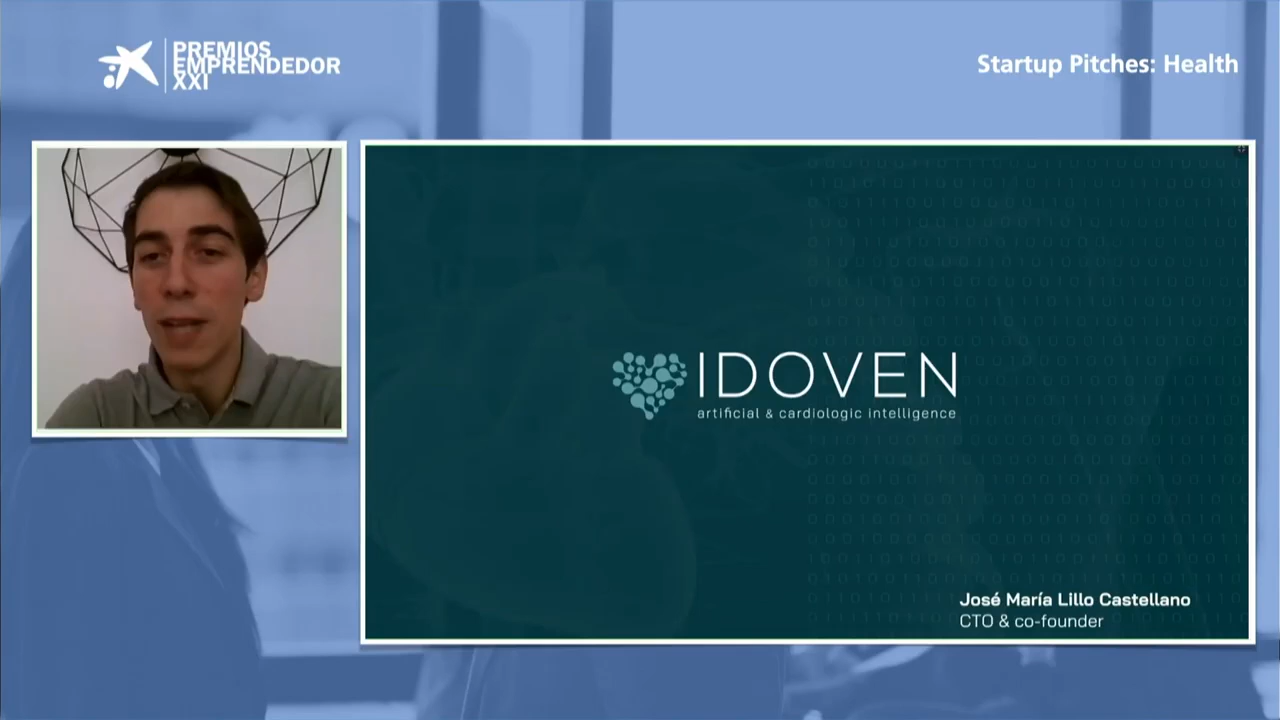 PREMIOS
EMPRENDEDOR
XXI
Startup Pitches: Health
IDOVEN
artificial & cardiologic intelligence
José María Lillo Castellano
CTO & co-founder